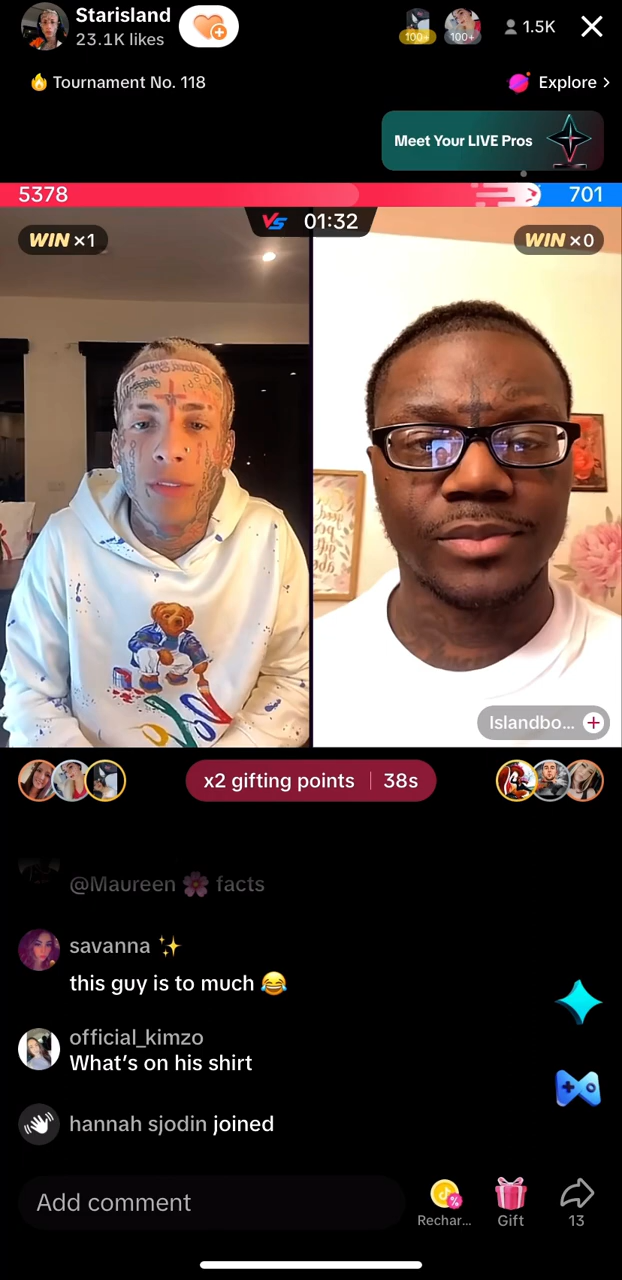 Starisland
23.1K likes
100+
100+
1.5K
Tournament No. 118
Explore >
Meet Your LIVE Pros
5378
701
VS 01:32
WIN ×1
WIN ×0
Islandbo...
x2 gifting points | 38s
@Maureen 🌸 facts
savanna ✨
this guy is to much 😂
official_kimzo
What's on his shirt
hannah sjodin joined
Add comment
Rechar...
Gift
13